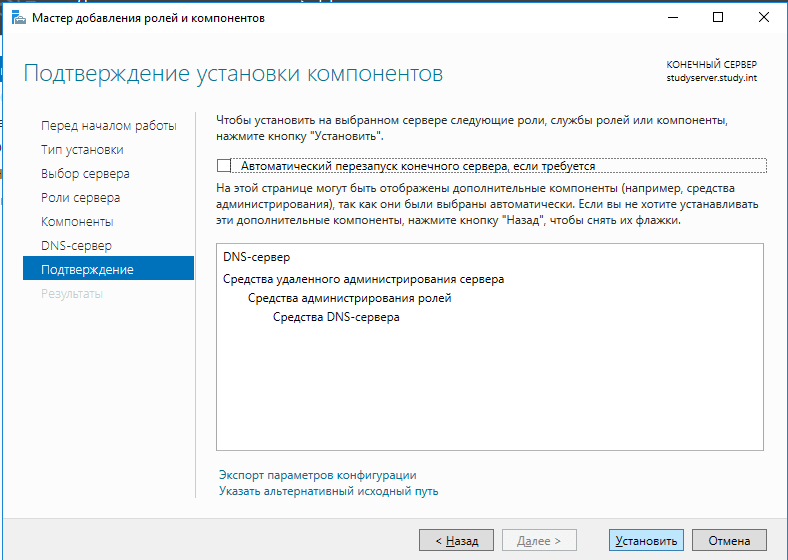 Мастер добавления ролей и компонентов
Подтверждение установки компонентов
КОНЕЧНЫЙ СЕРВЕР
studyserver.study.int
Перед началом работы
Тип установки
Выбор сервера
Роли сервера
Компоненты
DNS-сервер
Подтверждение
Результаты
Чтобы установить на выбранном сервере следующие роли, службы ролей или компоненты,
нажмите кнопку "Установить".
Автоматический перезапуск конечного сервера, если требуется
На этой странице могут быть отображены дополнительные компоненты (например, средства
администрирования), так как они были выбраны автоматически. Если вы не хотите устанавливать
эти дополнительные компоненты, нажмите кнопку "Назад", чтобы снять их флажки.
DNS-сервер
Средства удаленного администрирования сервера
Средства администрирования ролей
Средства DNS-сервера
Экспорт параметров конфигурации
Указать альтернативный исходный путь
< Назад
Далее >
Установить
Отмена